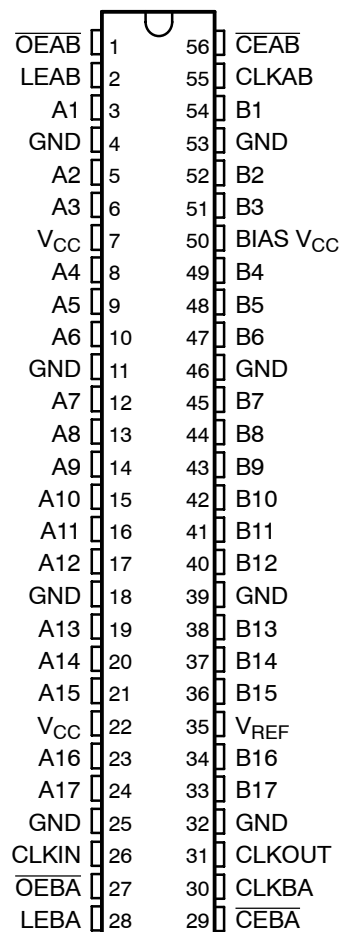 O̅E̅A̅B̅ 1 56 C̅E̅A̅B̅
LEAB 2 55 CLKAB
A1 3 54 B1
GND 4 53 GND
A2 5 52 B2
A3 6 51 B3
VCC 7 50 BIAS VCC
A4 8 49 B4
A5 9 48 B5
A6 10 47 B6
GND 11 46 GND
A7 12 45 B7
A8 13 44 B8
A9 14 43 B9
A10 15 42 B10
A11 16 41 B11
A12 17 40 B12
GND 18 39 GND
A13 19 38 B13
A14 20 37 B14
A15 21 36 B15
VCC 22 35 VREF
A16 23 34 B16
A17 24 33 B17
GND 25 32 GND
CLKIN 26 31 CLKOUT
O̅E̅B̅A̅ 27 30 CLKBA
LEBA 28 29 C̅E̅B̅A̅